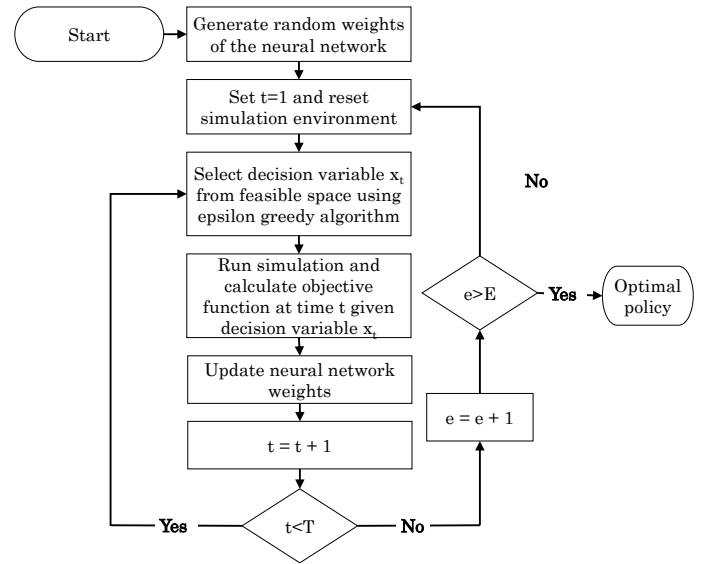 Start
Generate random weights
of the neural network
Set t=1 and reset
simulation environment
Select decision variable xₜ
from feasible space using
epsilon greedy algorithm
No
Run simulation and
calculate objective
function at time t given
decision variable xₜ
e>E
Yes
Optimal
policy
Update neural network
weights
e = e + 1
t = t + 1
Yes
t<T
No